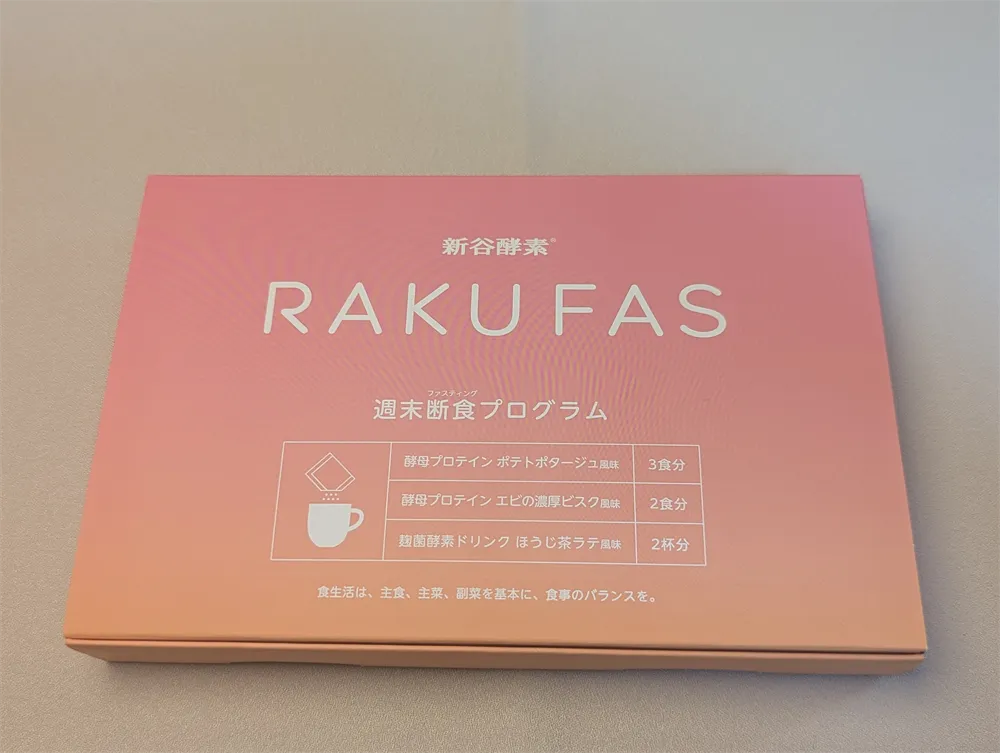 新谷酵素®
RAKU FAS
ファスティング
週末断食プログラム
酵母プロテイン ポテトポタージュ風味 3食分
酵母プロテイン エビの濃厚ビスク風味 2食分
麹菌酵素ドリンク ほうじ茶ラテ風味 2杯分
食生活は、主食、主菜、副菜を基本に、食事のバランスを。